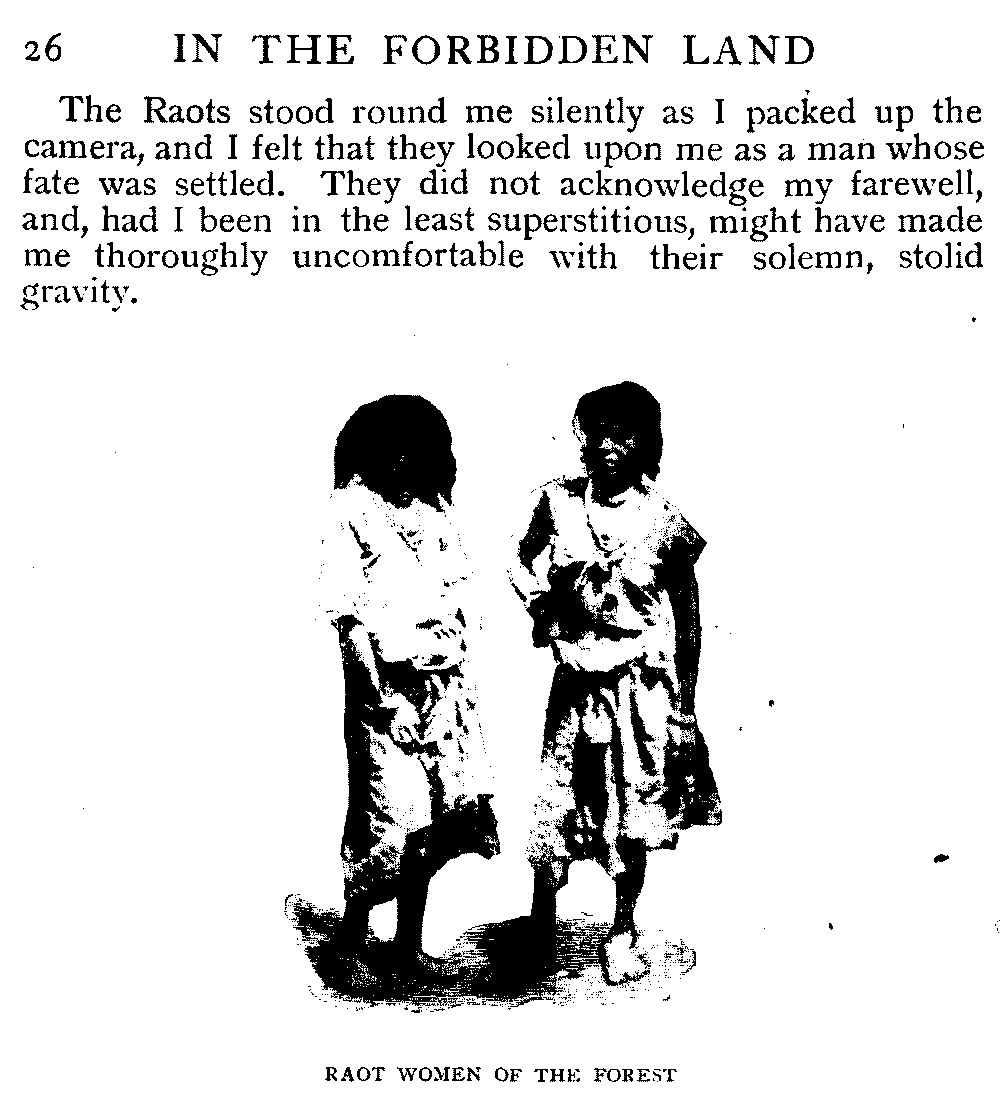 26 IN THE FORBIDDEN LAND
The Raots stood round me silently as I packed up the
camera, and I felt that they looked upon me as a man whose
fate was settled. They did not acknowledge my farewell,
and, had I been in the least superstitious, might have made
me thoroughly uncomfortable with their solemn, stolid
gravity.
RAOT WOMEN OF THE FOREST